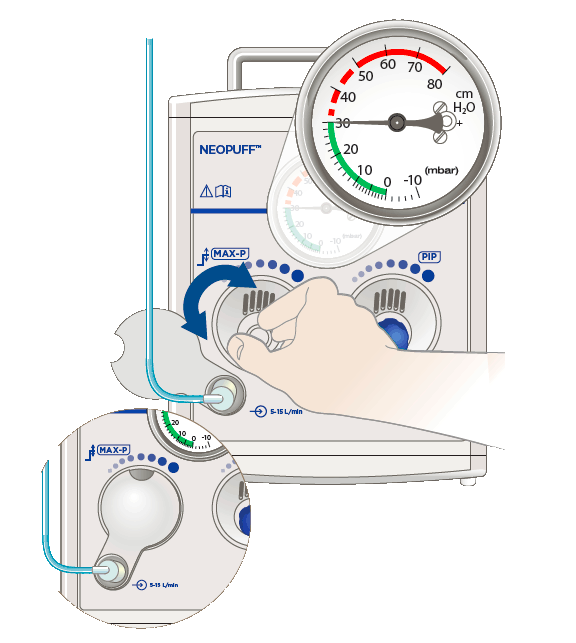 60
70
50
80
40
cm
H₂O
30
+
20
(mbar)
10
0
-10
NEOPUFF™
MAX-P
PIP
5-15 L/min
20
10
0
-10
MAX-P
5-15 L/min